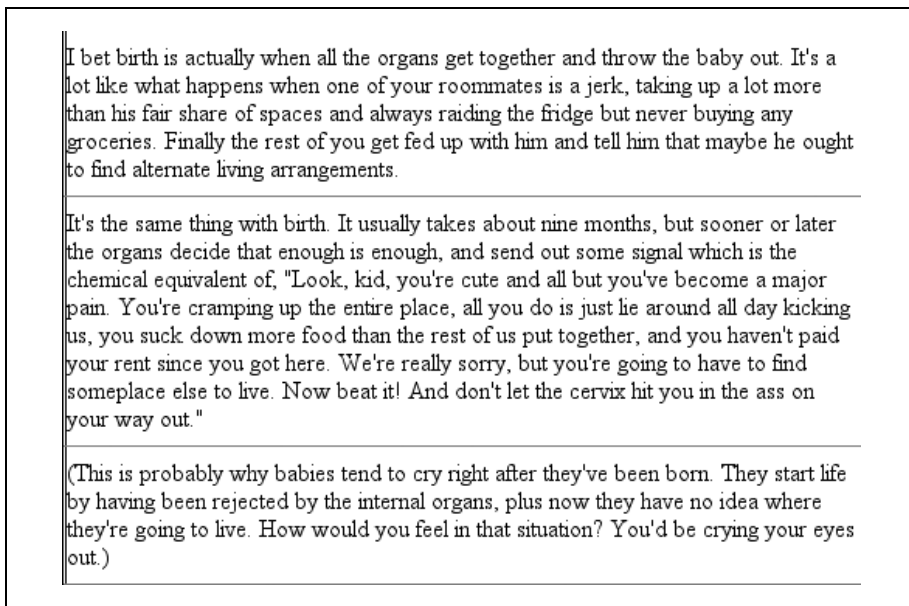 I bet birth is actually when all the organs get together and throw the baby out. It's a
lot like what happens when one of your roommates is a jerk, taking up a lot more
than his fair share of spaces and always raiding the fridge but never buying any
groceries. Finally the rest of you get fed up with him and tell him that maybe he ought
to find alternate living arrangements.
It's the same thing with birth. It usually takes about nine months, but sooner or later
the organs decide that enough is enough, and send out some signal which is the
chemical equivalent of, "Look, kid, you're cute and all but you've become a major
pain. You're cramping up the entire place, all you do is just lie around all day kicking
us, you suck down more food than the rest of us put together, and you haven't paid
your rent since you got here. We're really sorry, but you're going to have to find
someplace else to live. Now beat it! And don't let the cervix hit you in the ass on
your way out."
(This is probably why babies tend to cry right after they've been born. They start life
by having been rejected by the internal organs, plus now they have no idea where
they're going to live. How would you feel in that situation? You'd be crying your eyes
out.)